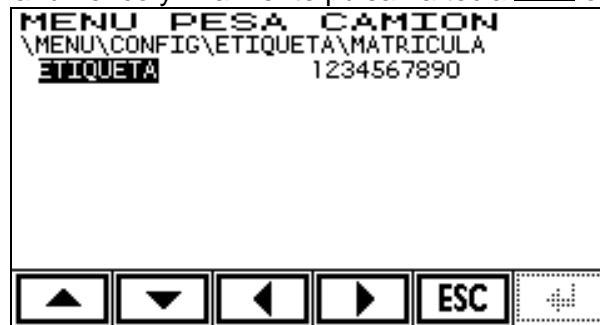 MENU PESA CAMION
\MENU\CONFIG\ETIQUETA\MATRICULA
ETIQUETA 1234567890
ESC